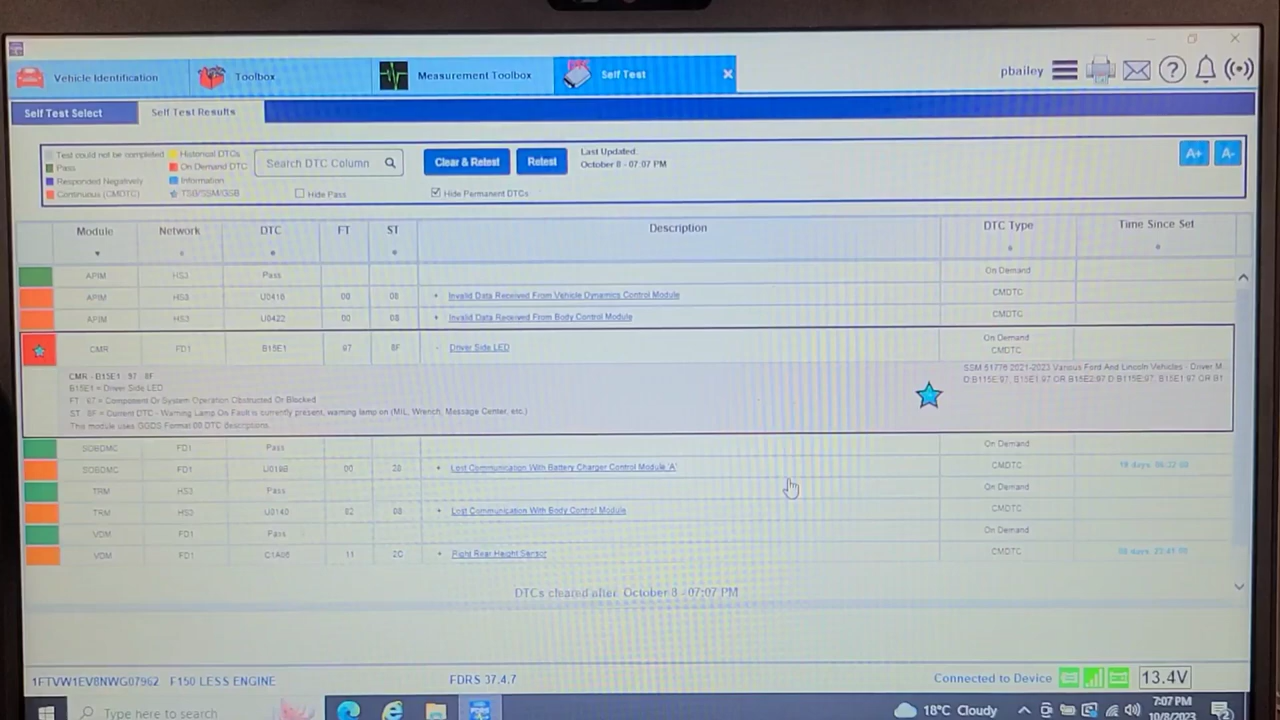 Vehicle Identification Toolbox Measurement Toolbox Self Test pbailey
Self Test Select Self Test Results
Test could not be completed Historical DTCs
Pass On Demand DTC
Responded Negatively Information
Continuous (CMDTC) TSB/SSM/GSB
Search DTC Column Clear & Retest Retest
Last Updated:
October 8 - 07:07 PM
A+ A-
Hide Pass Hide Permanent DTCs
Module Network DTC FT ST Description DTC Type Time Since Set
APIM HS3 Pass On Demand
APIM HS3 U0416 00 08 Invalid Data Received From Vehicle Dynamics Control Module CMDTC
APIM HS3 U0422 00 08 Invalid Data Received From Body Control Module CMDTC
CMR FD1 B15E1 97 8F Driver Side LED On Demand
CMDTC
CMR - B15E1 : 97 : 8F
B15E1 = Driver Side LED
FT : 97 = Component Or System Operation Obstructed Or Blocked
ST : 8F = Current DTC - Warning Lamp On Fault is currently present, warning lamp on (MIL, Wrench, Message Center, etc.)
This module uses GGDS Format 00 DTC descriptions.
SSM 51776 2021-2023 Various Ford And Lincoln Vehicles - Driver M
D B115E:97, B15E1:97 OR B15E2:97 D B115E:97, B15E1:97 OR B1
SOBDMC FD1 Pass On Demand
SOBDMC FD1 00 28 Lost Communication With Battery Charger Control Module 'A' CMDTC
TRM HS3 Pass On Demand
TRM HS3 U0140 82 08 Lost Communication With Body Control Module CMDTC
VDM FD1 Pass On Demand
VDM FD1 C1A06 11 2C Right Rear Height Sensor CMDTC
DTCs cleared after: October 8 - 07:07 PM
1FTVW1EV8NWG07962 F150 LESS ENGINE FDRS 37.4.7 Connected to Device 13.4V
Type here to search 18°C Cloudy 7:07 PM
10/8/2023